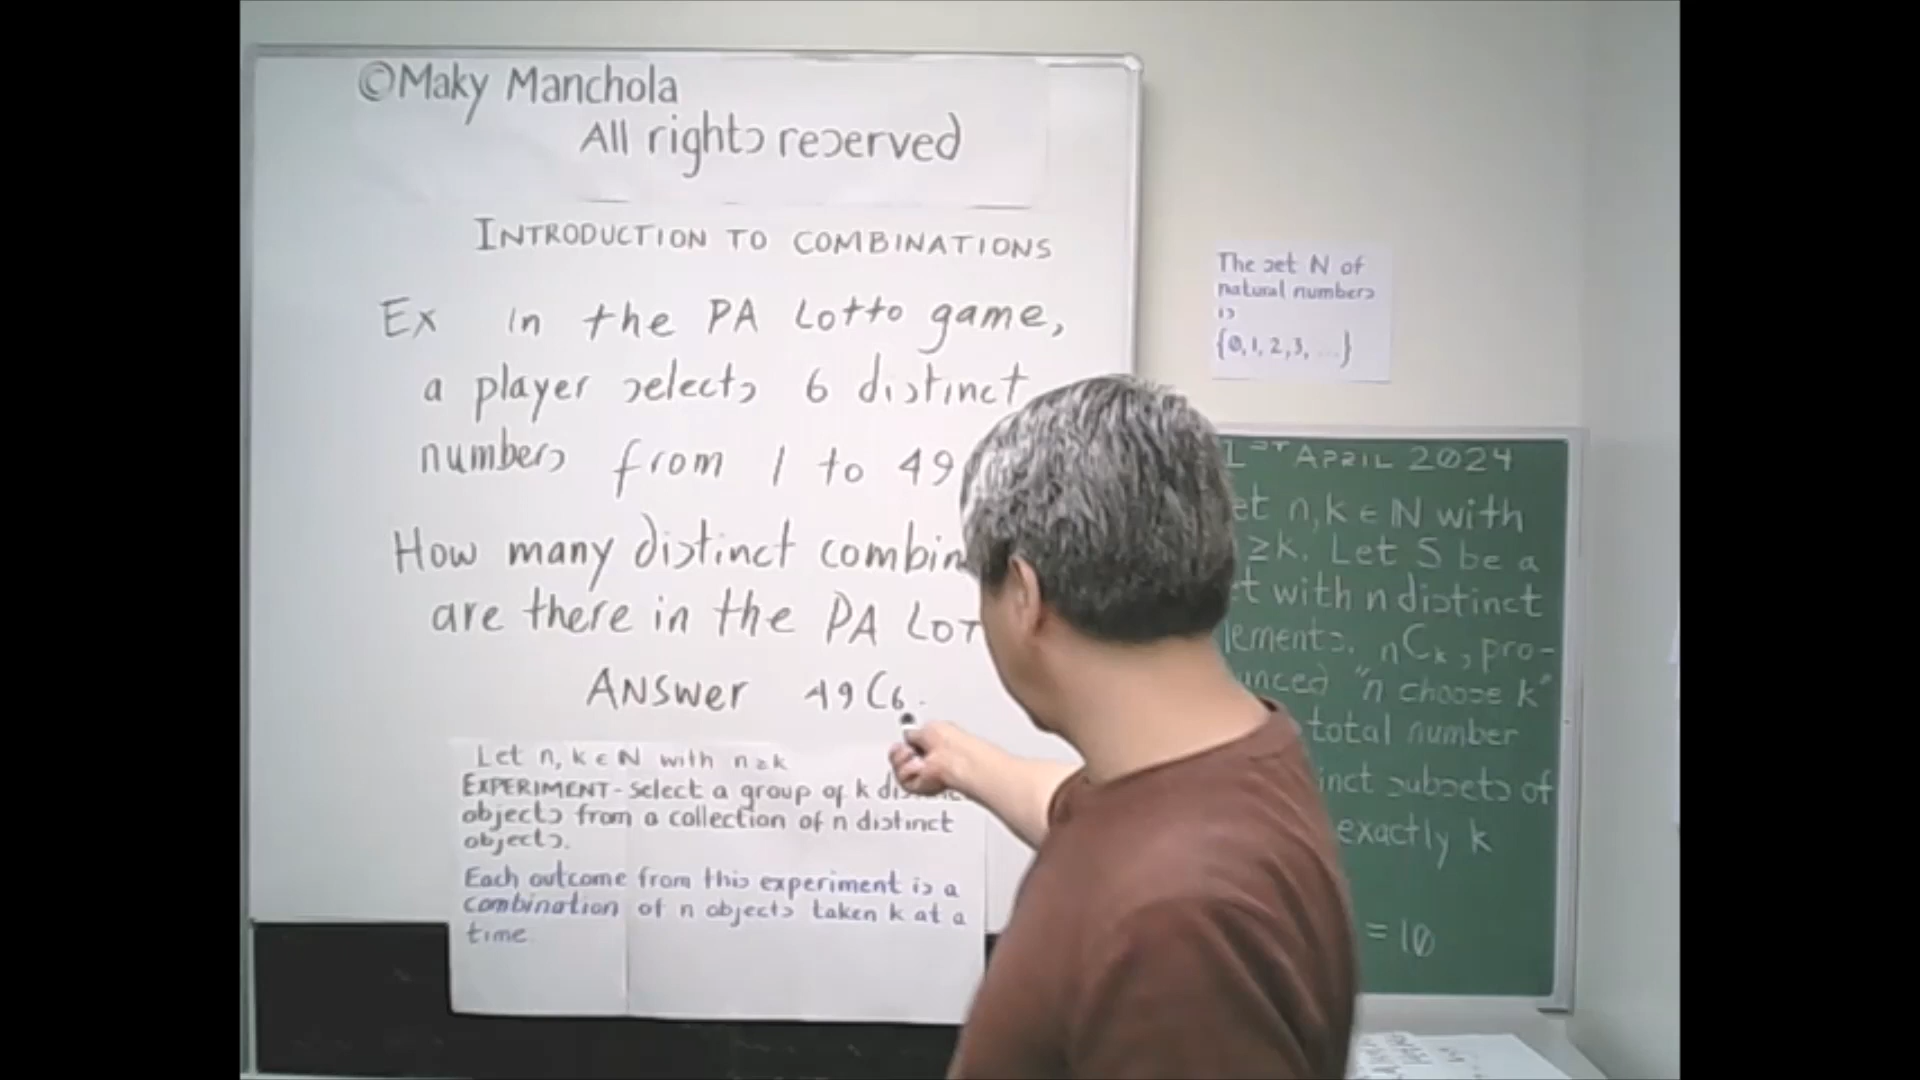 ©Maky Manchola
All rights reserved
INTRODUCTION TO COMBINATIONS
Ex in the PA Lotto game,
a player selects 6 distinct
numbers from 1 to 49
How many distinct combin
are there in the PA Lot
ANSWER 49C6.
Let n, k ∈ N with n ≥ k
EXPERIMENT - Select a group of k
objects from a collection of n distinct
objects.
Each outcome from this experiment is a
combination of n objects taken k at a
time
The set N of
natural numbers
is
{0, 1, 2, 3, ...}
1ST APRIL 2024
et n, k ∈ N with
≥k. Let S be a
t with n distinct
lements. nCk, pro-
unced "n choose k"
total number
inct subsets of
exactly k
= 10